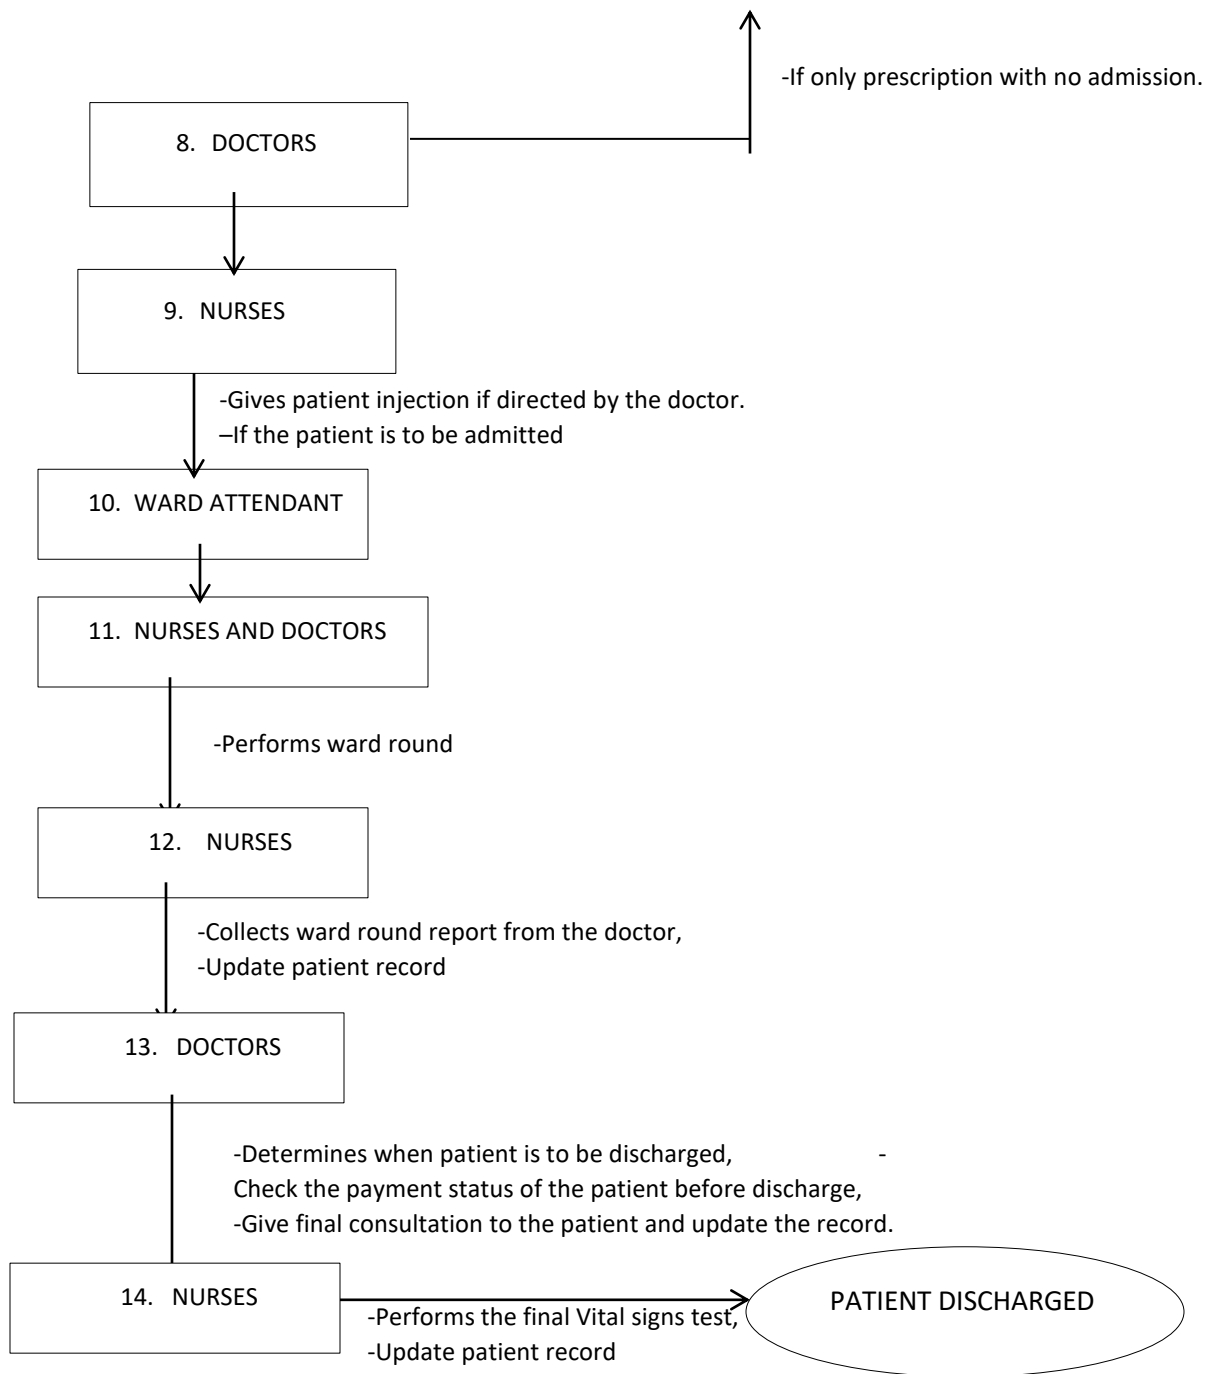 -If only prescription with no admission.
8. DOCTORS
9. NURSES
-Gives patient injection if directed by the doctor.
–If the patient is to be admitted
10. WARD ATTENDANT
11. NURSES AND DOCTORS
-Performs ward round
12. NURSES
-Collects ward round report from the doctor,
-Update patient record
13. DOCTORS
-Determines when patient is to be discharged, -
Check the payment status of the patient before discharge,
-Give final consultation to the patient and update the record.
14. NURSES
-Performs the final Vital signs test,
-Update patient record
PATIENT DISCHARGED